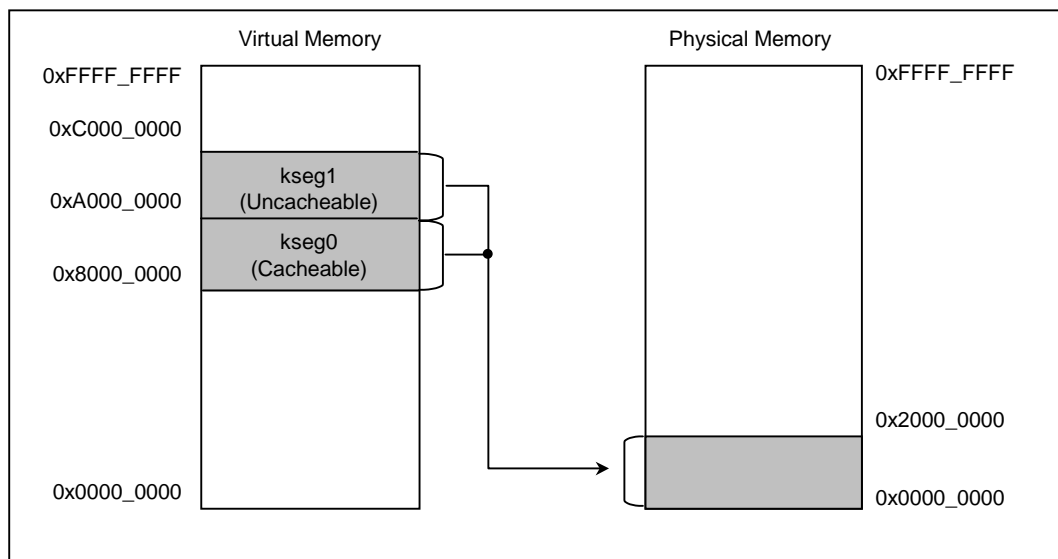 Virtual Memory
Physical Memory
0xFFFF_FFFF
0xFFFF_FFFF
0xC000_0000
kseg1
(Uncacheable)
0xA000_0000
kseg0
(Cacheable)
0x8000_0000
0x2000_0000
0x0000_0000
0x0000_0000